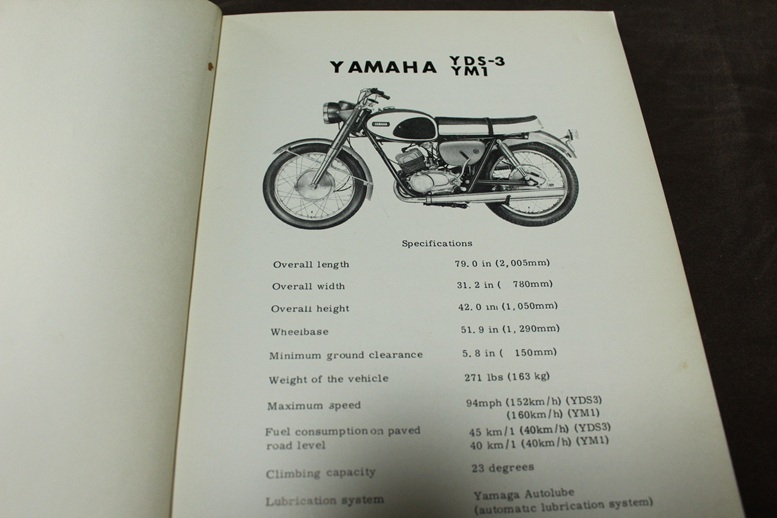 YAMAHA YDS-3
YM1
YAMAHA
Specifications
Overall length 79.0 in (2,005mm)
Overall width 31.2 in ( 780mm)
Overall height 42.0 in (1,050mm)
Wheelbase 51.9 in (1,290mm)
Minimum ground clearance 5.8 in ( 150mm)
Weight of the vehicle 271 lbs (163 kg)
Maximum speed 94mph (152km/h) (YDS3)
(160km/h) (YM1)
Fuel consumption on paved 45 km/1 (40km/h) (YDS3)
road level 40 km/1 (40km/h) (YM1)
Climbing capacity 23 degrees
Lubrication system Yamaga Autolube
(automatic lubrication system)